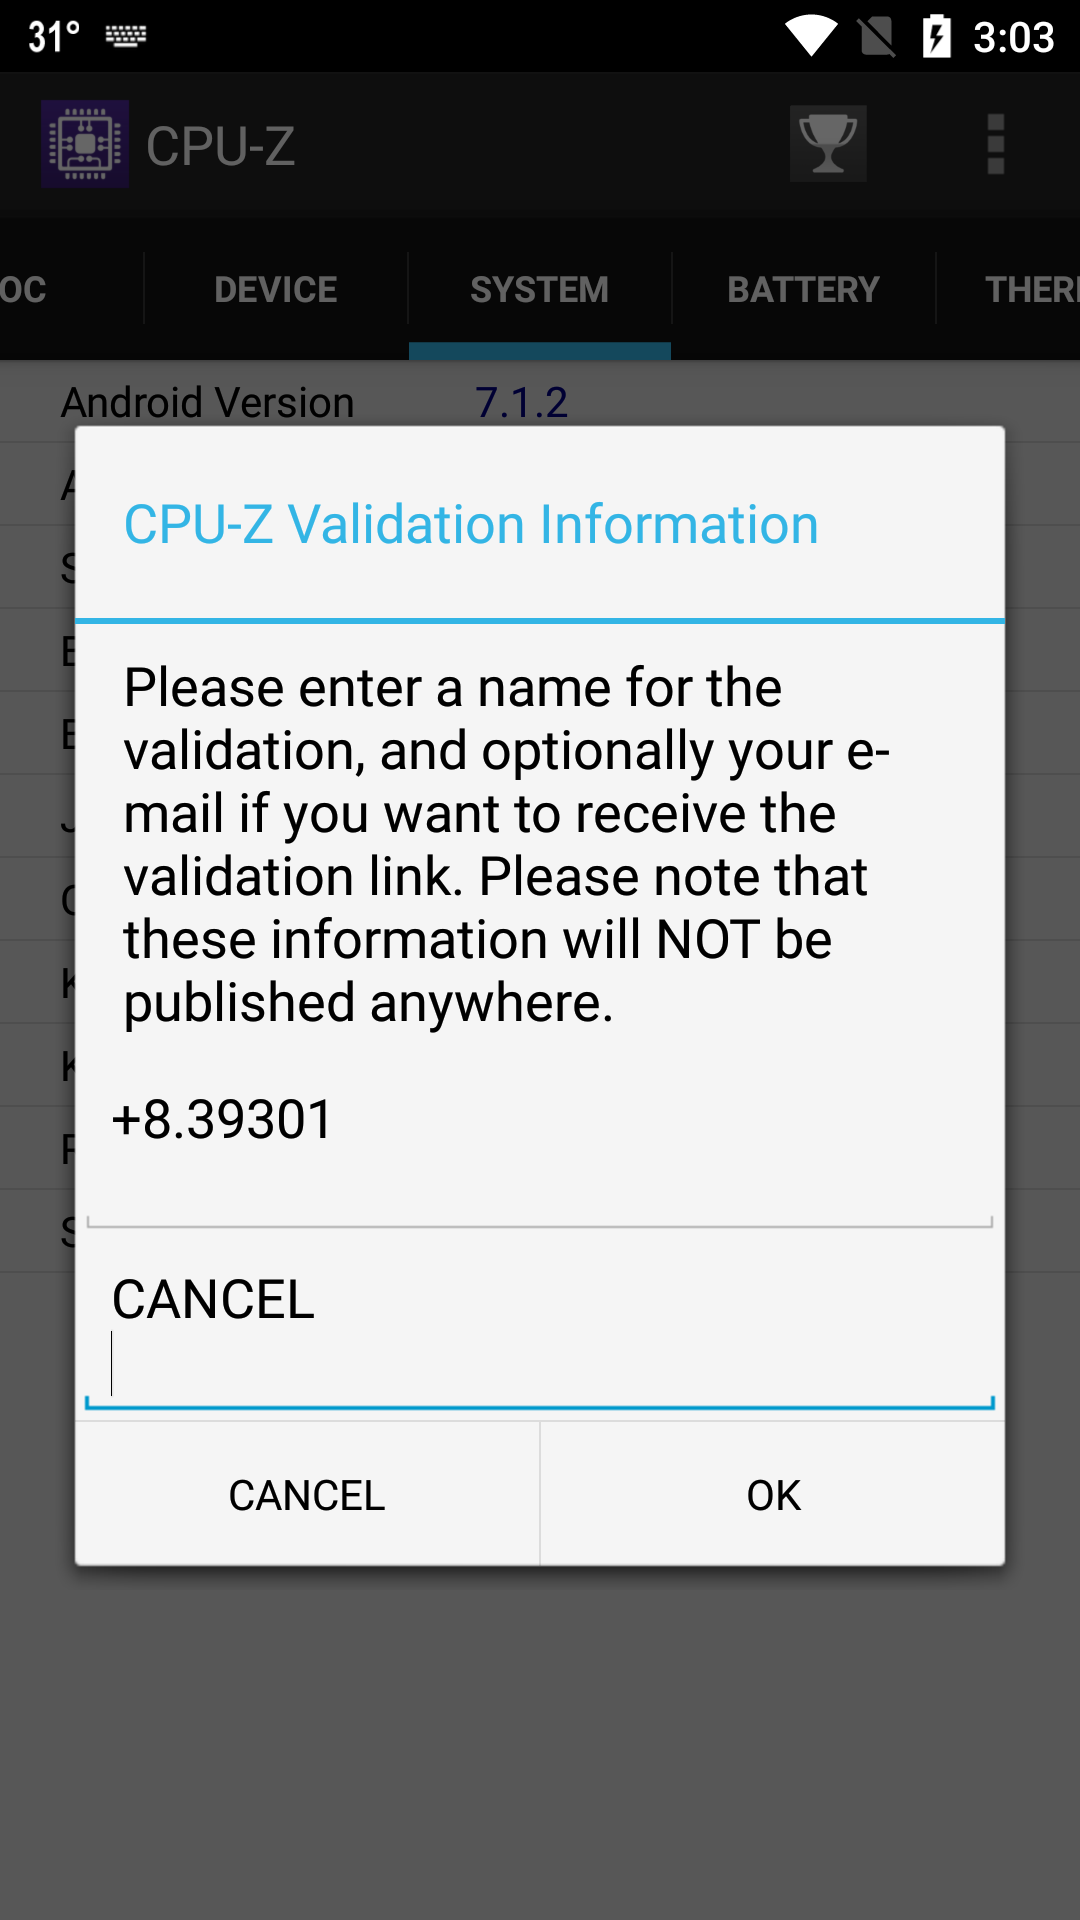 31° 3:03
CPU-Z
OC DEVICE SYSTEM BATTERY THER
Android Version 7.1.2
CPU-Z Validation Information
Please enter a name for the
validation, and optionally your e-
mail if you want to receive the
validation link. Please note that
these information will NOT be
published anywhere.
+8.39301
CANCEL
CANCEL OK